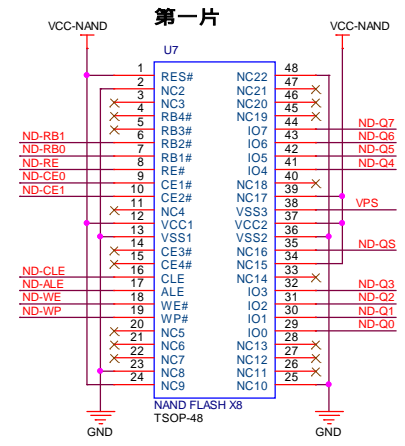 第一片
VCC-NAND
VCC-NAND
U7
1 RES# NC22 48
2 NC2 NC21 47
3 NC3 NC20 46
4 RB4# NC19 45
5 RB3# IO7 44 ND-Q7
ND-RB1 6 RB2# IO6 43 ND-Q6
ND-RB0 7 RB1# IO5 42 ND-Q5
ND-RE 8 RE# IO4 41 ND-Q4
ND-CE0 9 CE1# NC18 40
ND-CE1 10 CE2# NC17 39
11 NC4 VSS3 38 VPS
12 VCC1 VCC2 37
13 VSS1 VSS2 36
14 CE3# NC16 35 ND-QS
15 CE4# NC15 34
ND-CLE 16 CLE NC14 33
ND-ALE 17 ALE IO3 32 ND-Q3
ND-WE 18 WE# IO2 31 ND-Q2
ND-WP 19 WP# IO1 30 ND-Q1
20 NC5 IO0 29 ND-Q0
21 NC6 NC13 28
22 NC7 NC12 27
23 NC8 NC11 26
24 NC9 NC10 25
NAND FLASH X8
TSOP-48
GND
GND